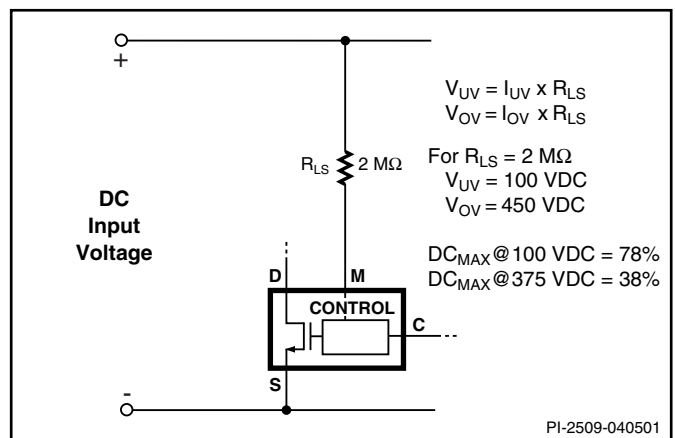 +
V_UV = I_UV x R_LS
V_OV = I_OV x R_LS
R_LS 2 MΩ
For R_LS = 2 MΩ
V_UV = 100 VDC
V_OV = 450 VDC
DC
Input
Voltage
DC_MAX@100 VDC = 78%
DC_MAX@375 VDC = 38%
D M
CONTROL
C
S
-
PI-2509-040501